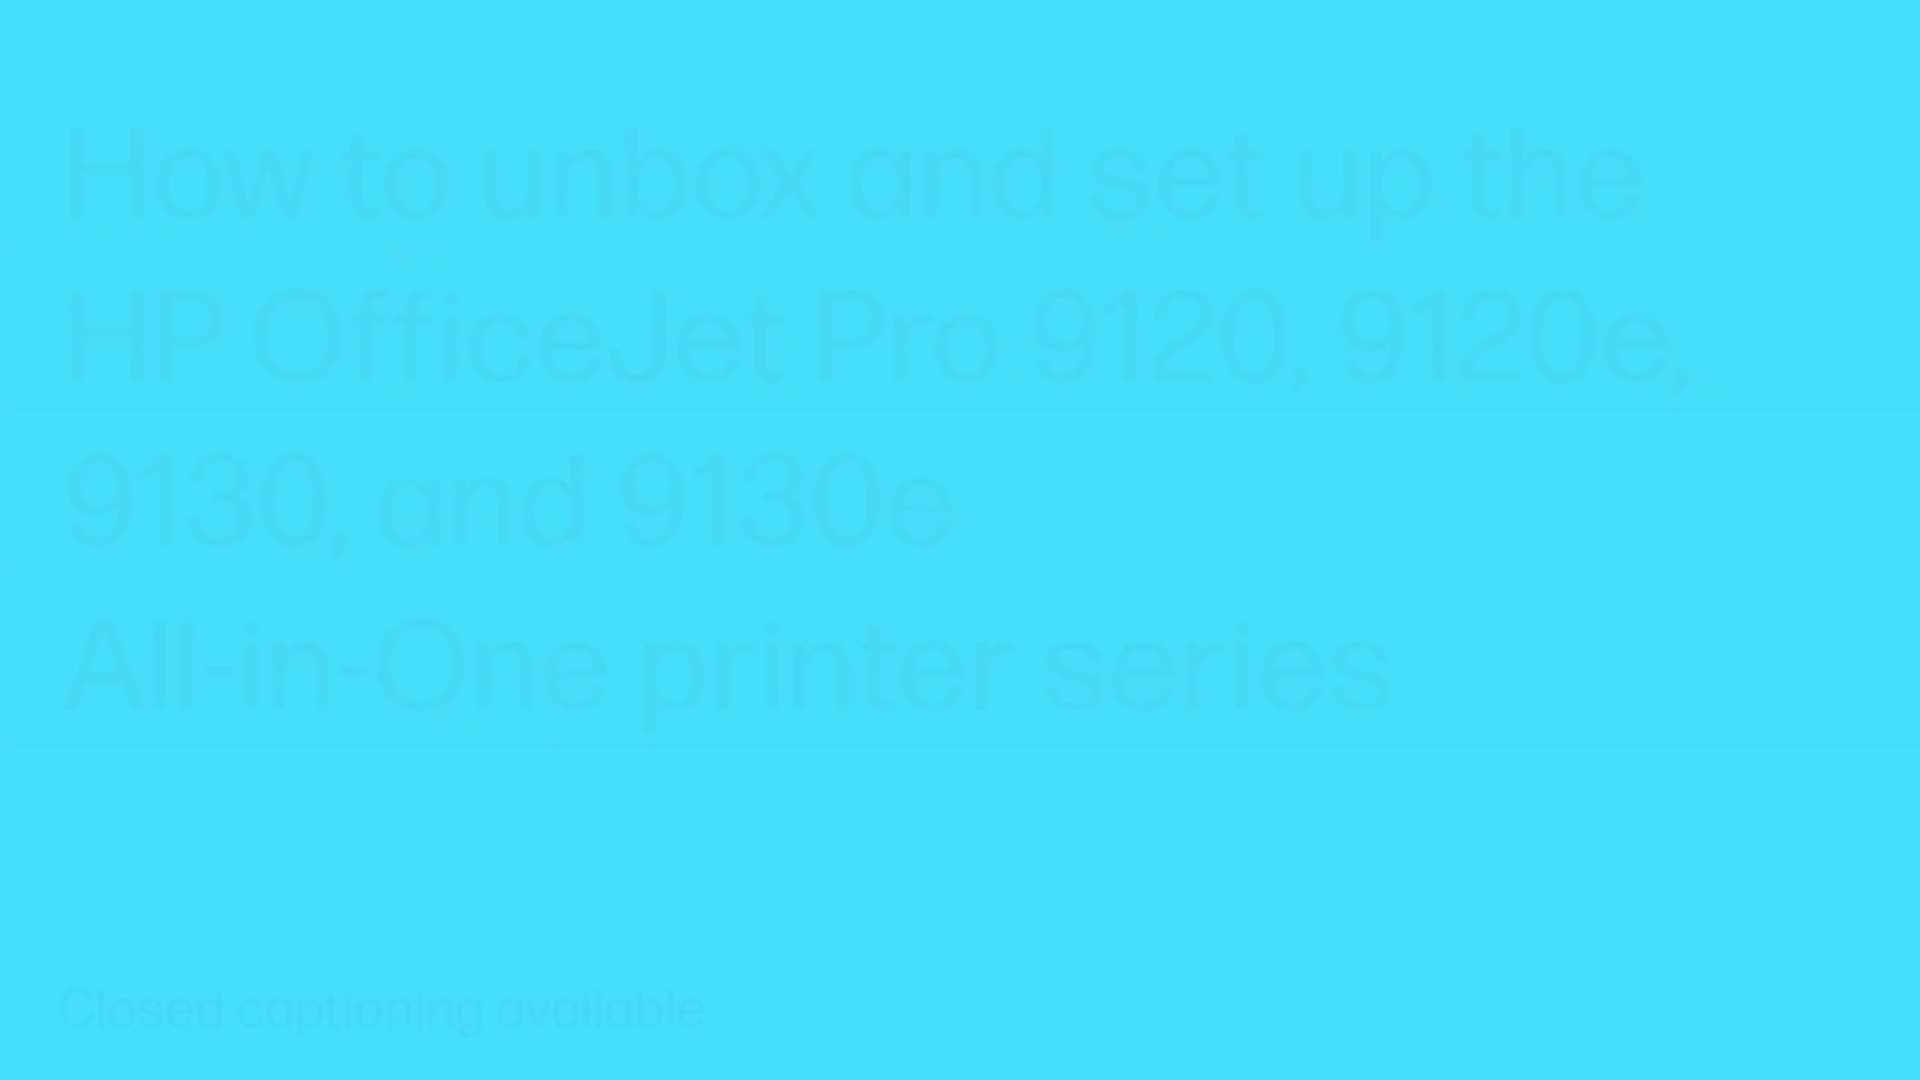 How to unbox and set up the
HP OfficeJet Pro 9120, 9120e,
9130, and 9130e
All-in-One printer series
Closed captioning available